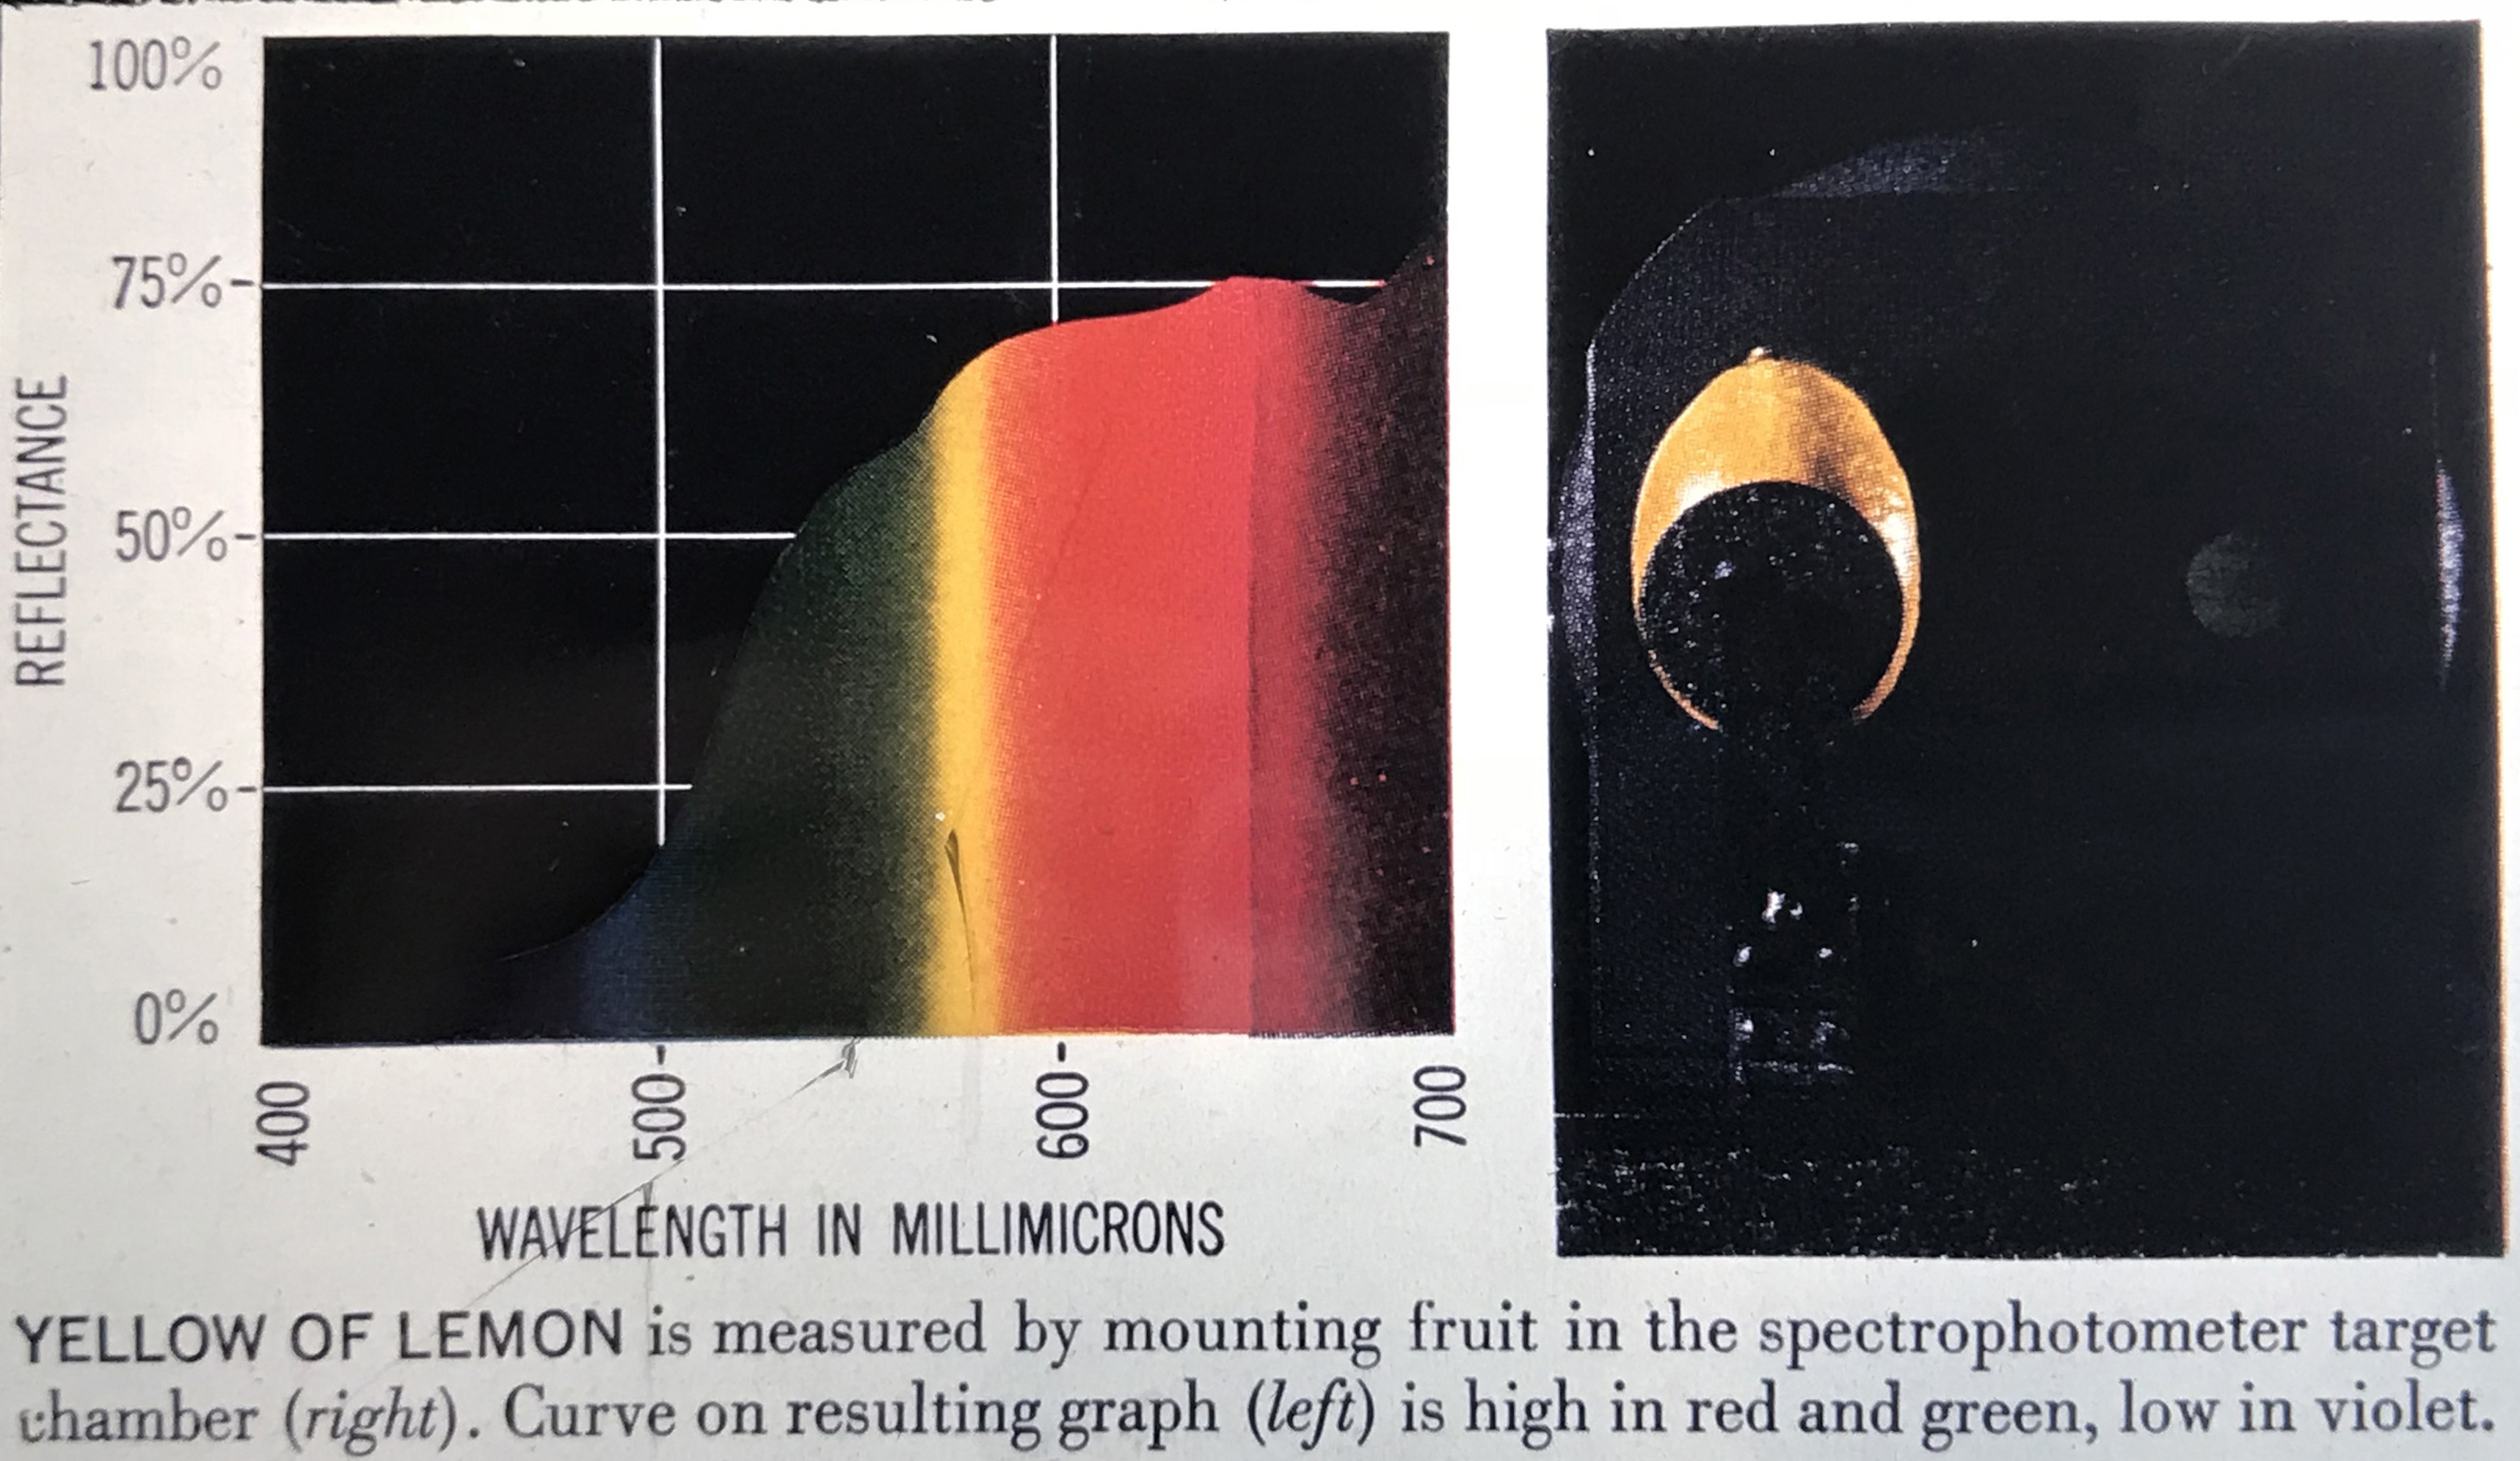 100%
75%-
50%-
25%-
0%
REFLECTANCE
400
500-
600-
700
WAVELENGTH IN MILLIMICRONS
YELLOW OF LEMON is measured by mounting fruit in the spectrophotometer target
chamber (right). Curve on resulting graph (left) is high in red and green, low in violet.